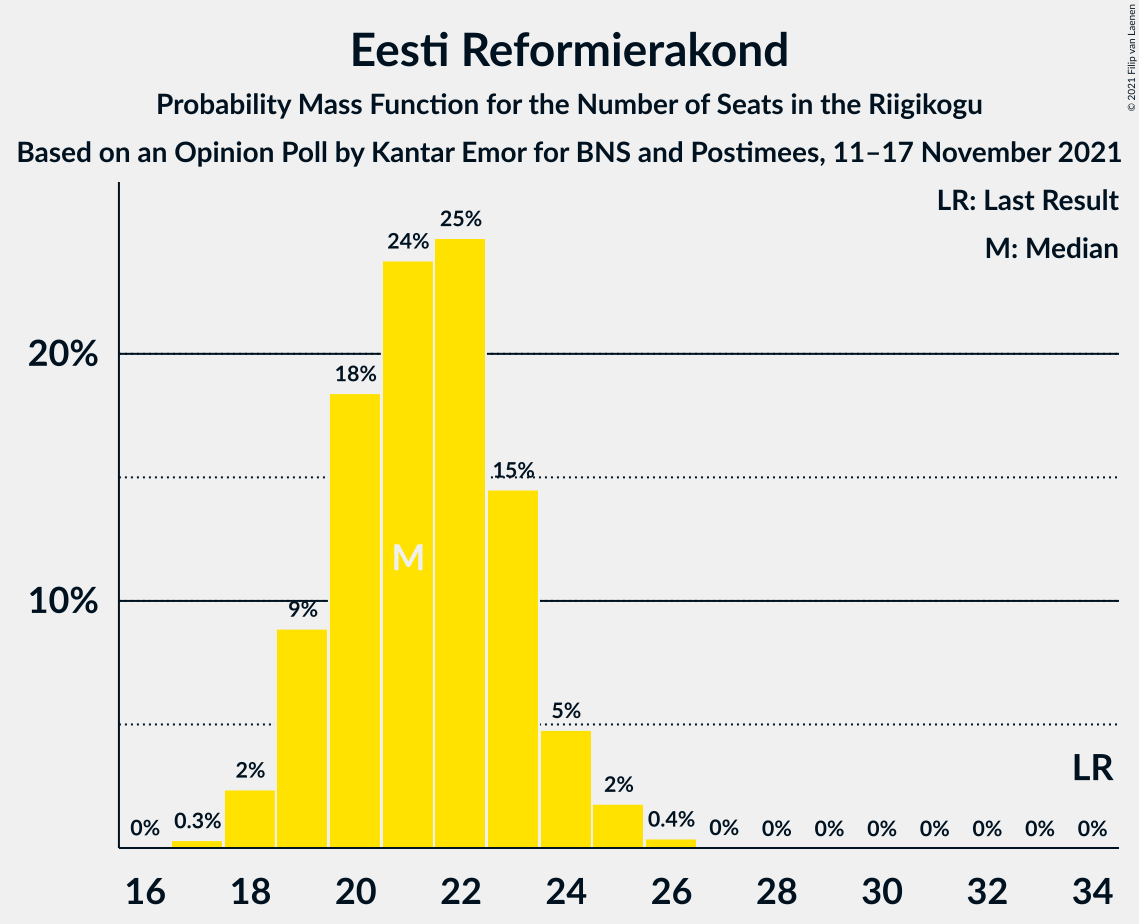 Eesti Reformierakond
Probability Mass Function for the Number of Seats in the Riigikogu
Based on an Opinion Poll by Kantar Emor for BNS and Postimees, 11–17 November 2021
© 2021 Filip van Laenen
LR: Last Result
M: Median
20%
10%
0% 0.3% 2% 9% 18% 24% 25% 15% 5% 2% 0.4% 0% 0% 0% 0% 0% 0% 0% 0%
M
LR
16 18 20 22 24 26 28 30 32 34